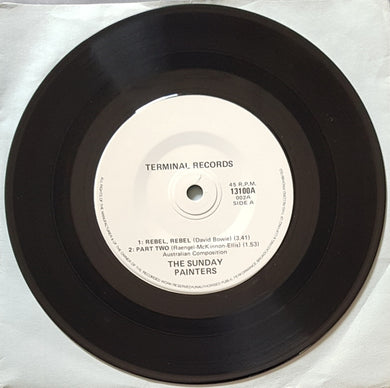 TERMINAL RECORDS
45 R.P.M.
13100A
002A
SIDE A
1: REBEL, REBEL (David Bowie) (3.41)
2: PART TWO (Raengel-McKinnon-Ellis) (1.53)
Australian Composition
THE SUNDAY
PAINTERS